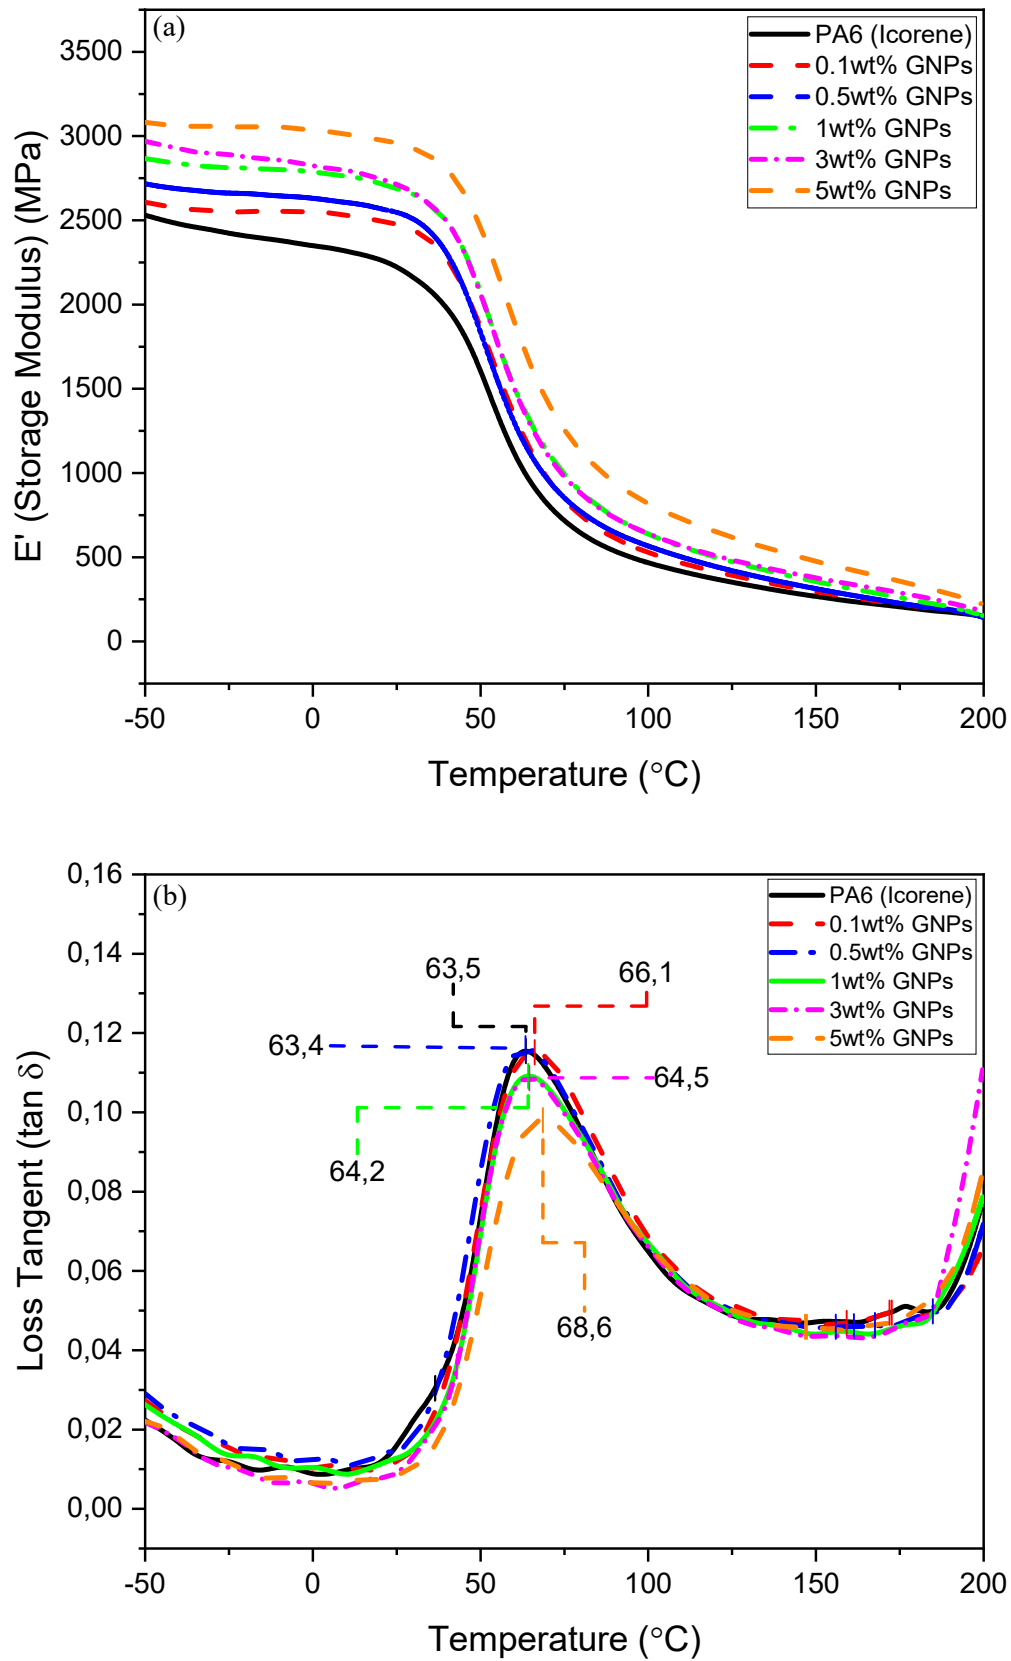 (a)
PA6 (Icorene)
0.1wt% GNPs
0.5wt% GNPs
1wt% GNPs
3wt% GNPs
5wt% GNPs
3500
3000
2500
2000
1500
1000
500
0
E' (Storage Modulus) (MPa)
-50 0 50 100 150 200
Temperature (°C)
(b)
PA6 (Icorene)
0.1wt% GNPs
0.5wt% GNPs
1wt% GNPs
3wt% GNPs
5wt% GNPs
0,16
0,14
0,12
0,10
0,08
0,06
0,04
0,02
0,00
Loss Tangent (tan δ)
63,5
66,1
63,4
64,5
64,2
68,6
-50 0 50 100 150 200
Temperature (°C)